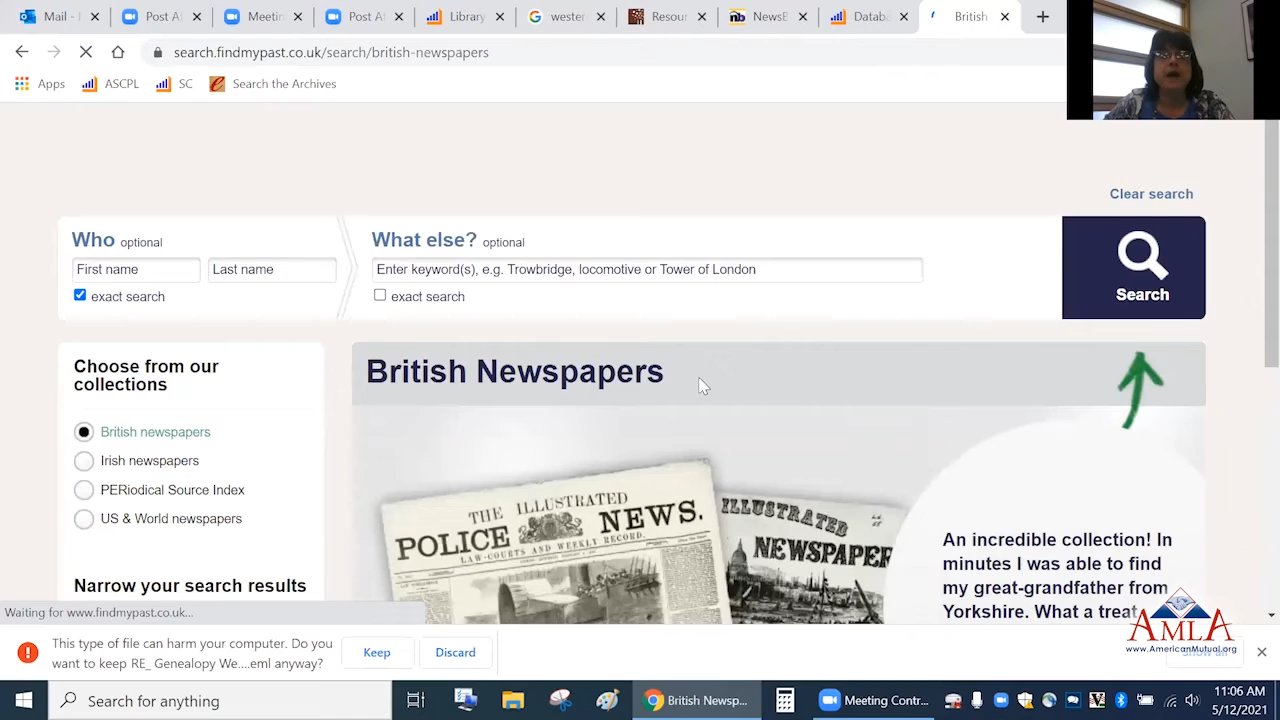 Mail -
Post At
Meetin
Post At
Library
wester
Resou
NewsB
Datab
British
search.findmypast.co.uk/search/british-newspapers
Apps
ASCPL
SC
Search the Archives
Clear search
Who optional
What else? optional
First name
Last name
Enter keyword(s), e.g. Trowbridge, locomotive or Tower of London
exact search
exact search
Search
Choose from our
collections
British newspapers
Irish newspapers
PERiodical Source Index
US & World newspapers
Narrow your search results
British Newspapers
THE ILLUSTRATED
POLICE NEWS.
LAW-COURTS AND WEEKLY RECORD.
ILLUSTRATED
NEWSPAPER
An incredible collection! In
minutes I was able to find
my great-grandfather from
Yorkshire. What a treat
AMLA
www.AmericanMutual.org
Waiting for www.findmypast.co.uk...
This type of file can harm your computer. Do you
want to keep RE_ Genealopy We....eml anyway?
Keep
Discard
Show all
Search for anything
British Newsp...
Meeting Contr...
11:06 AM
5/12/2021